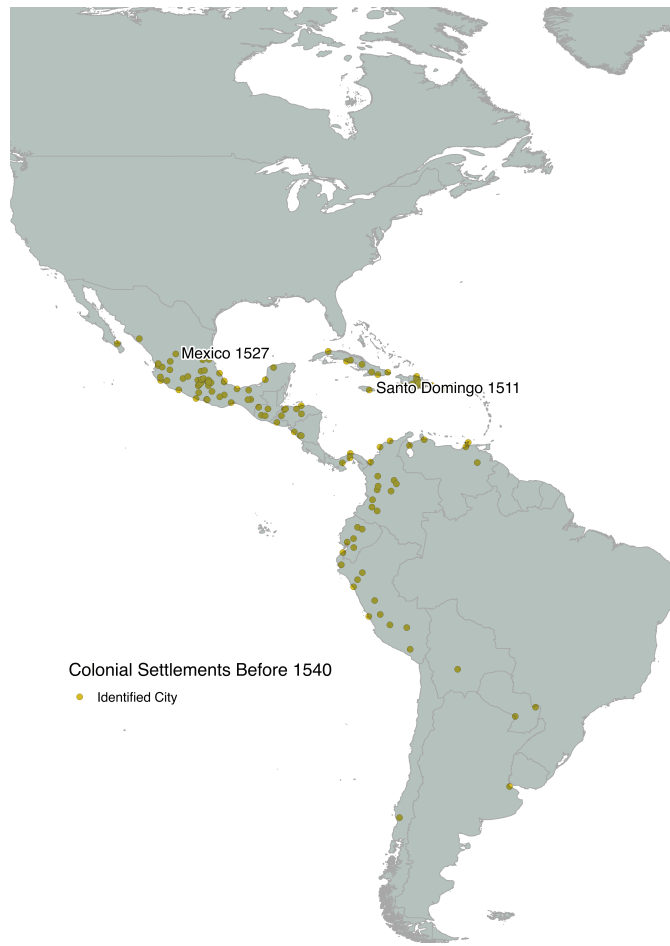 Mexico 1527
Santo Domingo 1511
Colonial Settlements Before 1540
Identified City